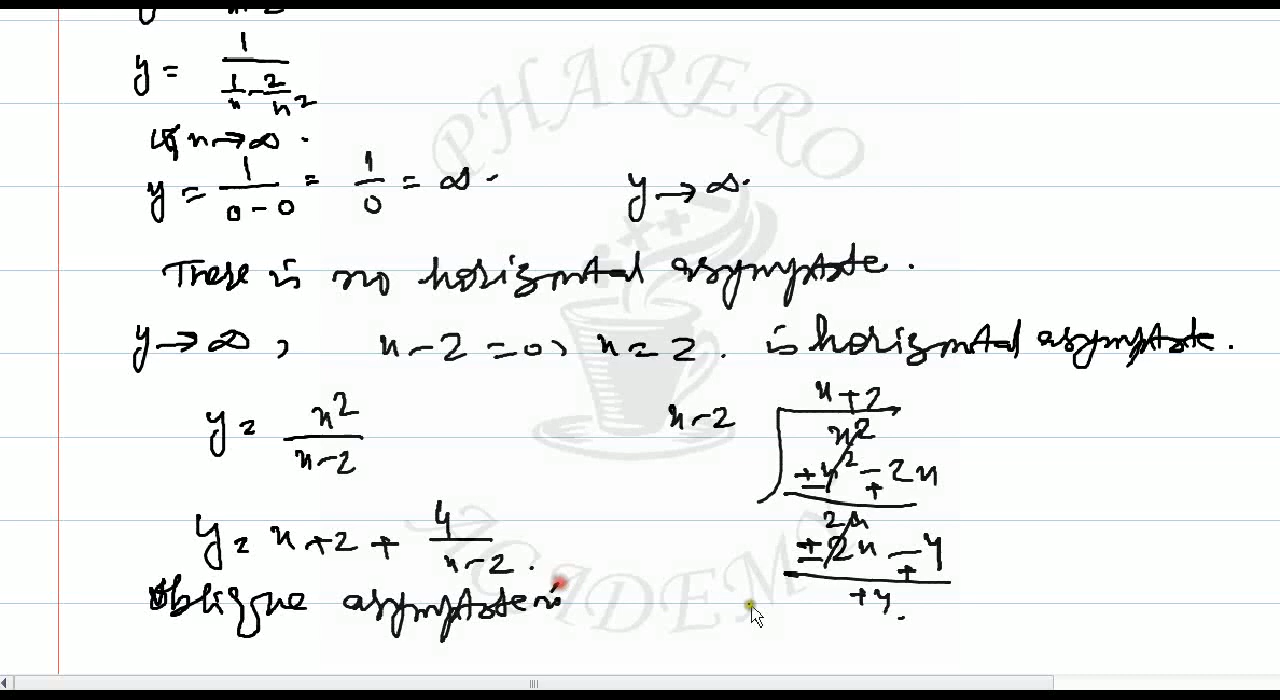 y = 1 / (1/x - 2/x²)
if x → ∞.
y = 1/(0 - 0) = 1/0 = ∞. y → ∞.
There is no horizontal asymptote.
y → ∞, x - 2 = 0, x = 2. is horizontal asymptote.
y = x² / (x - 2)
x + 2
x - 2 x²
± x² - 2x
+
2x
± 2x - 4
+
+4.
y = x + 2 + 4 / (x - 2).
Oblique asymptote is
PHARERO
ACIDEMY